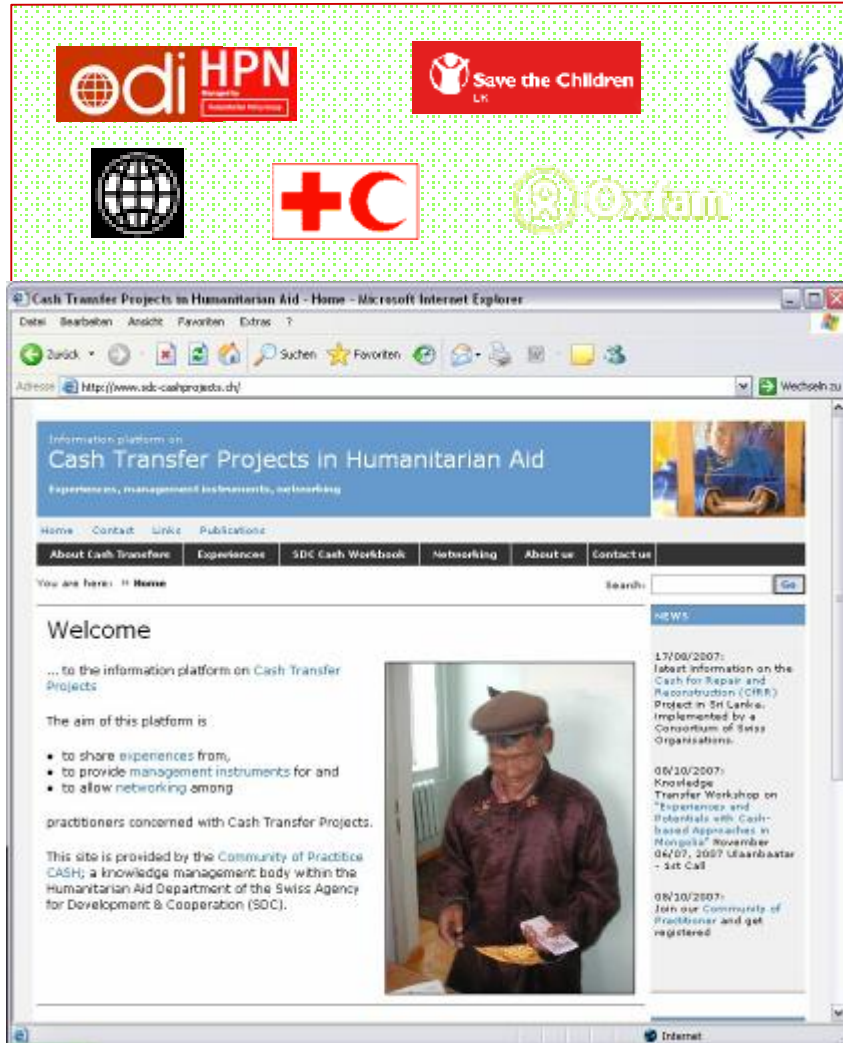 odi HPN
Managed by
Humanitarian Policy Group
Save the Children
UK
Oxfam
Cash Transfer Projects in Humanitarian Aid - Home - Microsoft Internet Explorer
Datei Bearbeiten Ansicht Favoriten Extras ?
Zurück Suchen Favoriten
Adresse http://www.sdc-cashprojects.ch/ Wechseln zu
Information platform on
Cash Transfer Projects in Humanitarian Aid
Experiences, management instruments, networking
Home Contact Links Publications
About Cash Transfers Experiences SDC Cash Workbook Networking About us Contact us
You are here: » Home Search: Go
Welcome
... to the information platform on Cash Transfer
Projects
The aim of this platform is
• to share experiences from,
• to provide management instruments for and
• to allow networking among
practitioners concerned with Cash Transfer Projects.
This site is provided by the Community of Practitice
CASH; a knowledge management body within the
Humanitarian Aid Department of the Swiss Agency
for Development & Cooperation (SDC).
NEWS
17/08/2007:
latest information on the
Cash for Repair and
Reconstruction (CfRR)
Project in Sri Lanka.
Implemented by a
Consortium of Swiss
Organisations.
08/10/2007:
Knowledge
Transfer Workshop on
"Experiences and
Potentials with Cash-
based Approaches in
Mongolia" November
06/07, 2007 Ulaanbaatar
- 1st Call
08/10/2007:
Join our Community of
Practitioner and get
registered
Internet